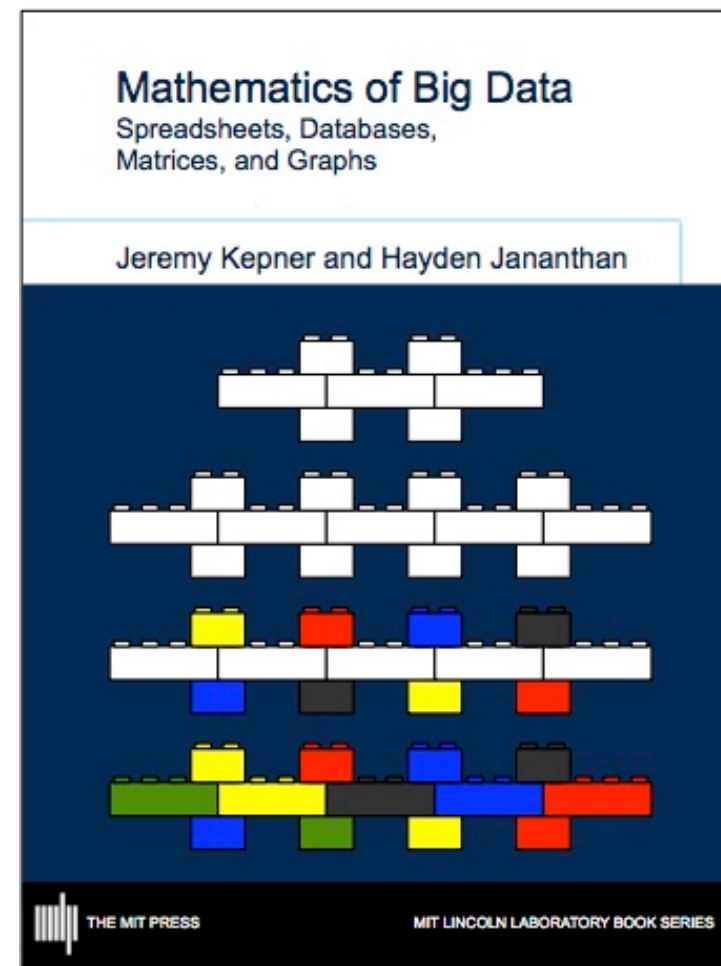 Mathematics of Big Data
Spreadsheets, Databases,
Matrices, and Graphs
Jeremy Kepner and Hayden Jananthan
THE MIT PRESS
MIT LINCOLN LABORATORY BOOK SERIES